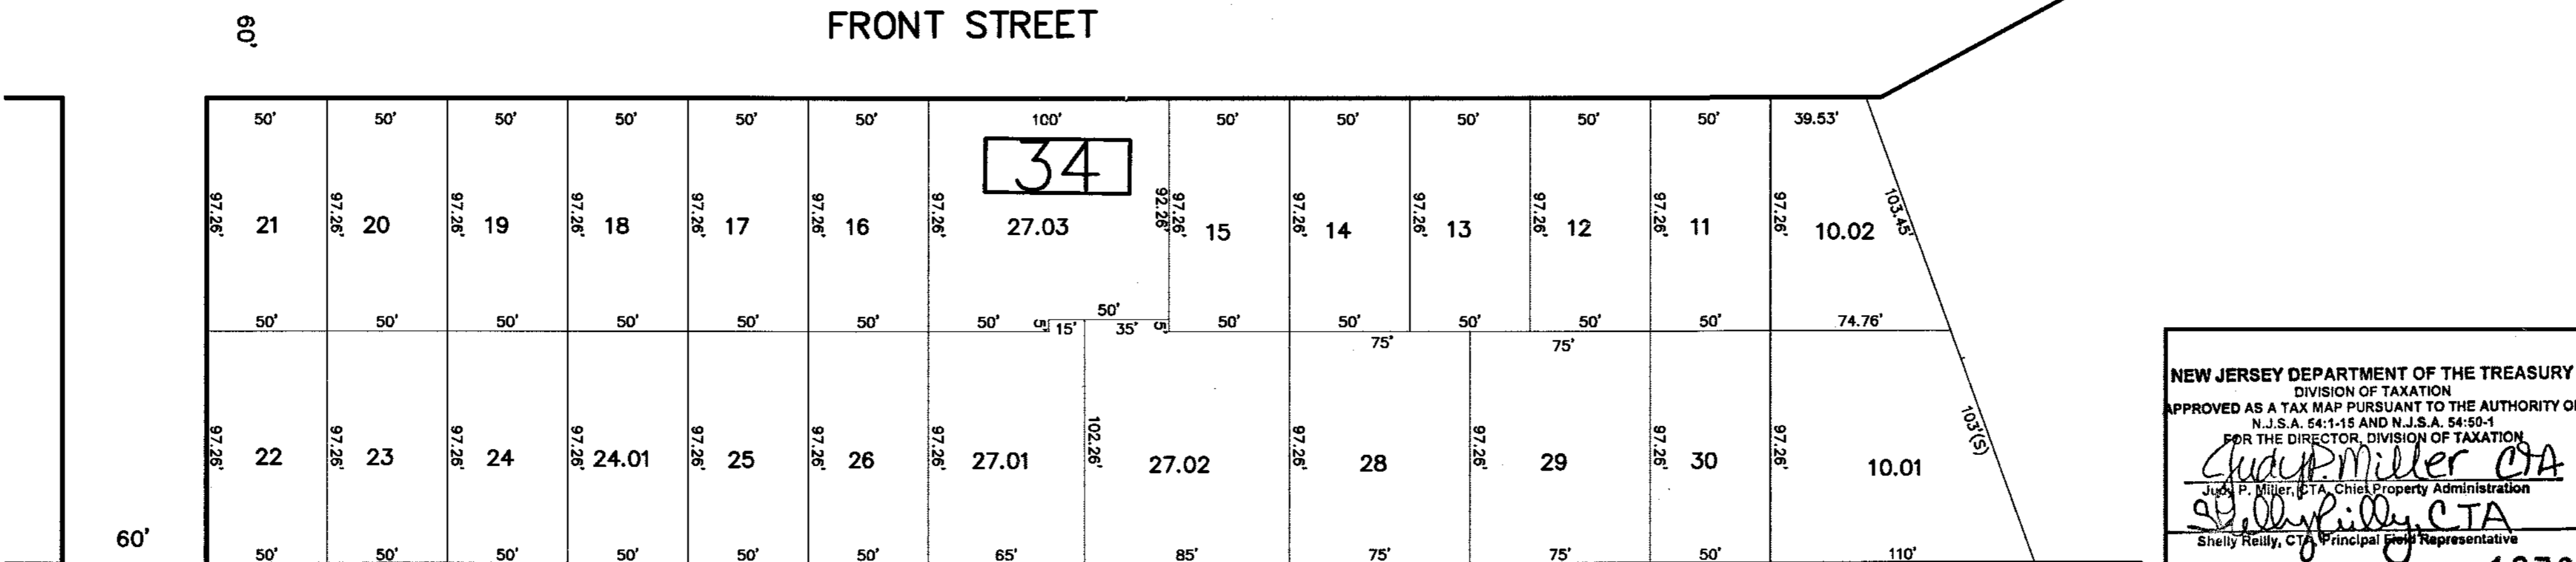 60'
FRONT STREET
50' 50' 50' 50' 50' 50' 100' 50' 50' 50' 50' 50' 39.53'
34
97.26' 97.26' 97.26' 97.26' 97.26' 97.26' 97.26' 92.26' 97.26' 97.26' 97.26' 97.26' 97.26' 97.26' 103.45'
21 20 19 18 17 16 27.03 15 14 13 12 11 10.02
50' 50' 50' 50' 50' 50' 50' 5' 15' 50' 35' 5' 50' 50' 50' 50' 50' 74.76'
75' 75'
97.26' 97.26' 97.26' 97.26' 97.26' 97.26' 97.26' 102.26' 97.26' 97.26' 97.26' 97.26' 103'(S)
22 23 24 24.01 25 26 27.01 27.02 28 29 30 10.01
60'
50' 50' 50' 50' 50' 50' 65' 85' 75' 75' 50' 110'
NEW JERSEY DEPARTMENT OF THE TREASURY
DIVISION OF TAXATION
APPROVED AS A TAX MAP PURSUANT TO THE AUTHORITY O
N.J.S.A. 54:1-15 AND N.J.S.A. 54:50-1
FOR THE DIRECTOR, DIVISION OF TAXATION
Judy P. Miller CTA
Judy P. Miller, CTA, Chief Property Administration
Shelly Reilly, CTA
Shelly Reilly, CTA, Principal Field Representative